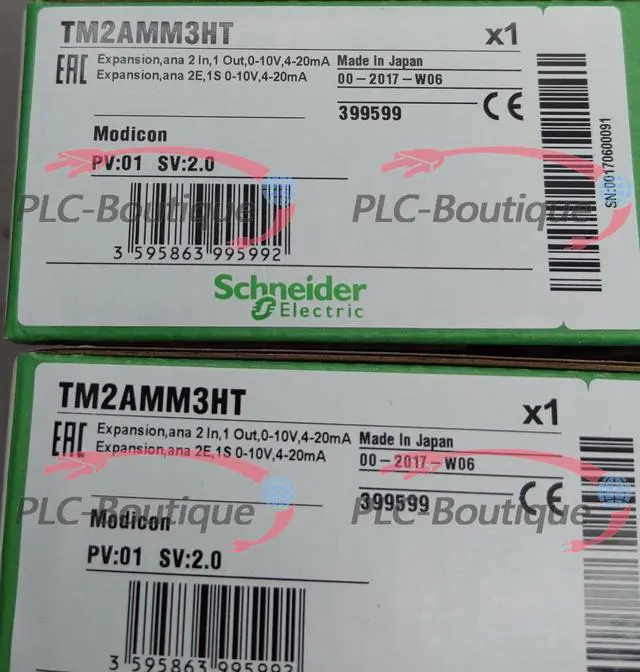 TM2AMM3HT
x1
EAC
Expansion,ana 2 In,1 Out,0-10V,4-20mA
Expansion,ana 2E,1S 0-10V,4-20mA
Made In Japan
00-2017-W06
399599
CE
Modicon
PV:01 SV:2.0
PLC-Boutique
PLC-Boutique
3 595863 995992
SN:00170600091
Schneider
Electric
TM2AMM3HT
x1
EAC
Expansion,ana 2 In,1 Out,0-10V,4-20mA
Expansion,ana 2E,1S 0-10V,4-20mA
Made In Japan
00-2017-W06
399599
CE
PLC-Boutique
PLC-Boutique
Modicon
PV:01 SV:2.0
3 595863 995992